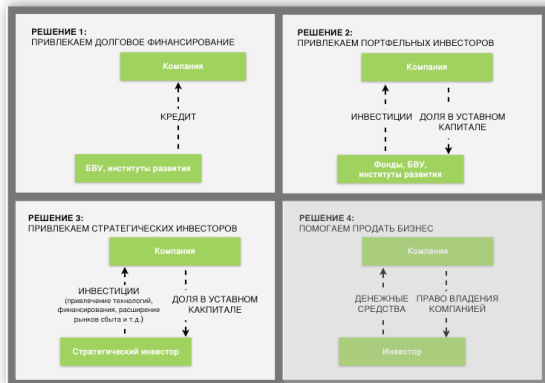 РЕШЕНИЕ 1:
ПРИВЛЕКАЕМ ДОЛГОВОЕ ФИНАНСИРОВАНИЕ
Компания
КРЕДИТ
БВУ, институты развития
РЕШЕНИЕ 2:
ПРИВЛЕКАЕМ ПОРТФЕЛЬНЫХ ИНВЕСТОРОВ
Компания
ИНВЕСТИЦИИ
ДОЛЯ В УСТАВНОМ
КАПИТАЛЕ
Фонды, БВУ,
институты развития
РЕШЕНИЕ 3:
ПРИВЛЕКАЕМ СТРАТЕГИЧЕСКИХ ИНВЕСТОРОВ
Компания
ИНВЕСТИЦИИ
(привлечение технологий,
финансирования, расширение
рынков сбыта и т.д.)
ДОЛЯ В УСТАВНОМ
КАКПИТАЛЕ
Стратегический инвестор
РЕШЕНИЕ 4:
ПОМОГАЕМ ПРОДАТЬ БИЗНЕС
Компания
ДЕНЕЖНЫЕ
СРЕДСТВА
ПРАВО ВЛАДЕНИЯ
КОМПАНИЕЙ
Инвестор